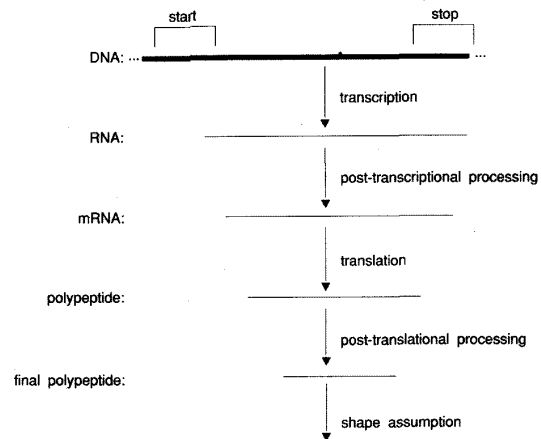 start stop
DNA: ... ...
transcription
RNA:
post-transcriptional processing
mRNA:
translation
polypeptide:
post-translational processing
final polypeptide:
shape assumption